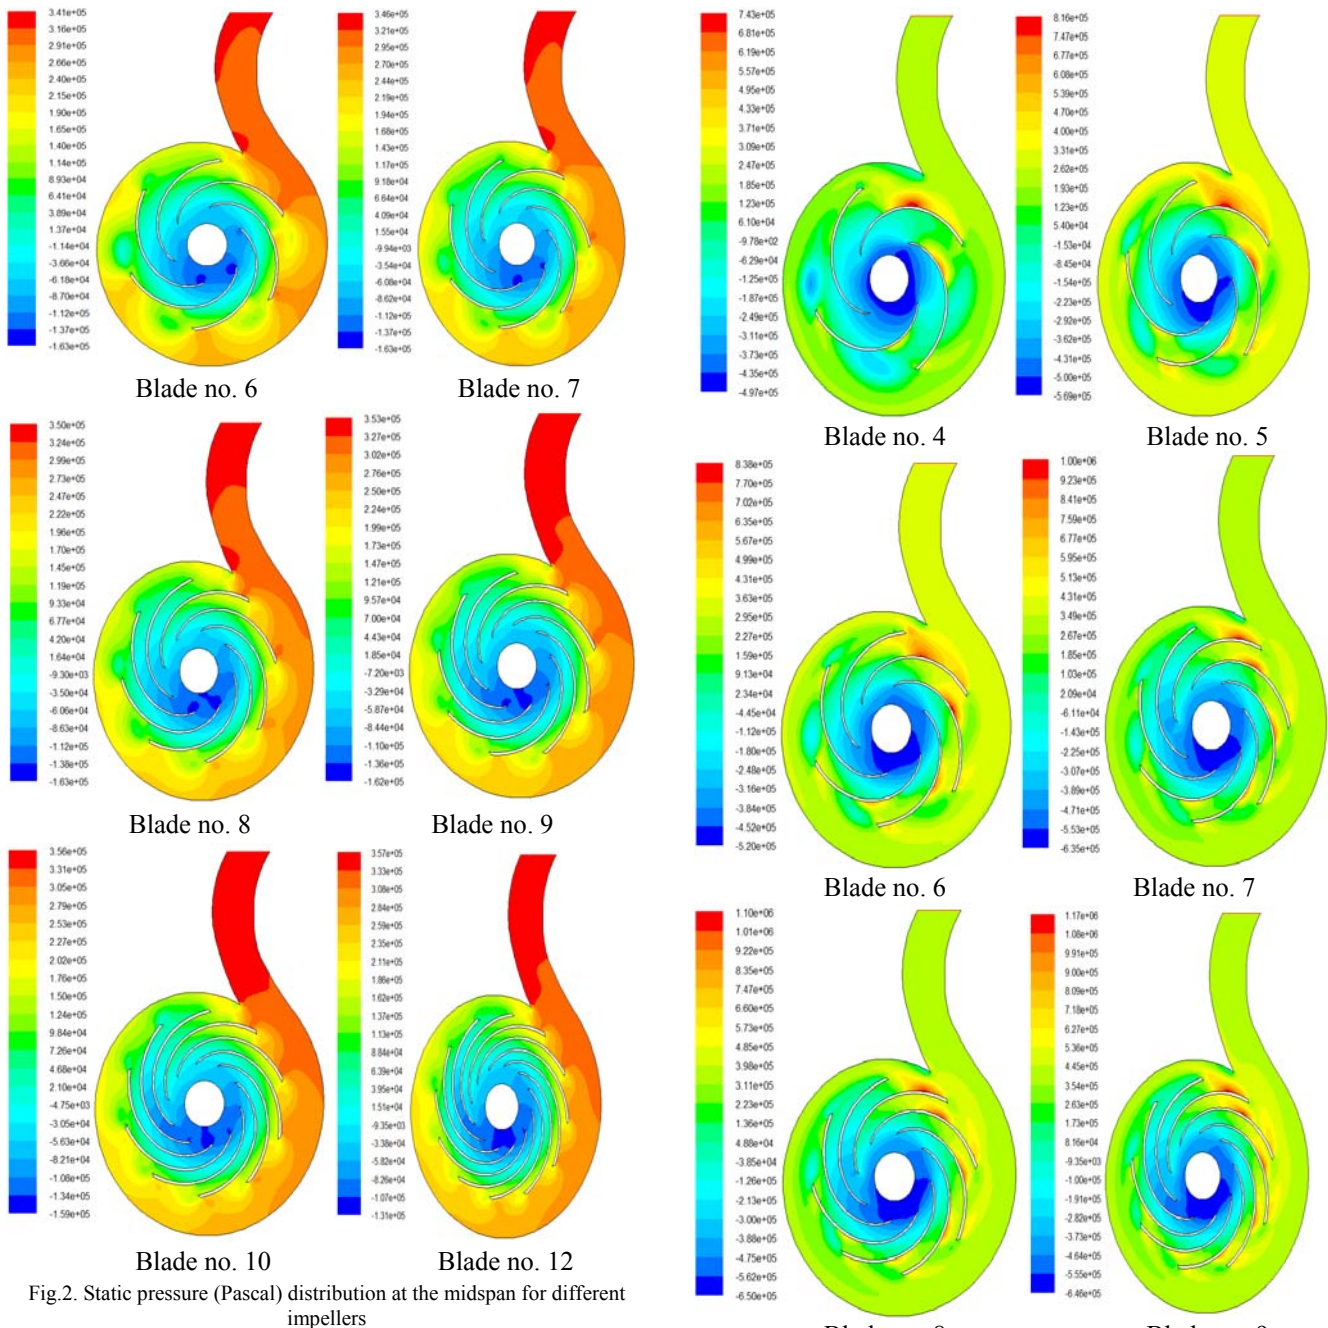 3.41e+05
3.16e+05
2.91e+05
2.66e+05
2.40e+05
2.15e+05
1.90e+05
1.65e+05
1.40e+05
1.14e+05
8.93e+04
6.41e+04
3.89e+04
1.37e+04
-1.14e+04
-3.66e+04
-6.18e+04
-8.70e+04
-1.12e+05
-1.37e+05
-1.63e+05
Blade no. 6
3.46e+05
3.21e+05
2.95e+05
2.70e+05
2.44e+05
2.19e+05
1.94e+05
1.68e+05
1.43e+05
1.17e+05
9.18e+04
6.64e+04
4.09e+04
1.55e+04
-9.94e+03
-3.54e+04
-6.08e+04
-8.62e+04
-1.12e+05
-1.37e+05
-1.63e+05
Blade no. 7
3.50e+05
3.24e+05
2.99e+05
2.73e+05
2.47e+05
2.22e+05
1.96e+05
1.70e+05
1.45e+05
1.19e+05
9.33e+04
6.77e+04
4.20e+04
1.64e+04
-9.30e+03
-3.50e+04
-6.06e+04
-8.63e+04
-1.12e+05
-1.38e+05
-1.63e+05
Blade no. 8
3.53e+05
3.27e+05
3.02e+05
2.76e+05
2.50e+05
2.24e+05
1.99e+05
1.73e+05
1.47e+05
1.21e+05
9.57e+04
7.00e+04
4.43e+04
1.85e+04
-7.20e+03
-3.29e+04
-5.87e+04
-8.44e+04
-1.10e+05
-1.36e+05
-1.62e+05
Blade no. 9
3.56e+05
3.31e+05
3.05e+05
2.79e+05
2.53e+05
2.27e+05
2.02e+05
1.76e+05
1.50e+05
1.24e+05
9.84e+04
7.26e+04
4.68e+04
2.10e+04
-4.75e+03
-3.05e+04
-5.63e+04
-8.21e+04
-1.08e+05
-1.34e+05
-1.59e+05
Blade no. 10
3.57e+05
3.33e+05
3.08e+05
2.84e+05
2.59e+05
2.35e+05
2.11e+05
1.86e+05
1.62e+05
1.37e+05
1.13e+05
8.84e+04
6.39e+04
3.95e+04
1.51e+04
-9.35e+03
-3.38e+04
-5.82e+04
-8.26e+04
-1.07e+05
-1.31e+05
Blade no. 12
Fig.2. Static pressure (Pascal) distribution at the midspan for different
impellers
7.43e+05
6.81e+05
6.19e+05
5.57e+05
4.95e+05
4.33e+05
3.71e+05
3.09e+05
2.47e+05
1.85e+05
1.23e+05
6.10e+04
-9.78e+02
-6.29e+04
-1.25e+05
-1.87e+05
-2.49e+05
-3.11e+05
-3.73e+05
-4.35e+05
-4.97e+05
Blade no. 4
8.16e+05
7.47e+05
6.77e+05
6.08e+05
5.39e+05
4.70e+05
4.00e+05
3.31e+05
2.62e+05
1.93e+05
1.23e+05
5.40e+04
-1.53e+04
-8.45e+04
-1.54e+05
-2.23e+05
-2.92e+05
-3.62e+05
-4.31e+05
-5.00e+05
-5.69e+05
Blade no. 5
8.38e+05
7.70e+05
7.02e+05
6.35e+05
5.67e+05
4.99e+05
4.31e+05
3.63e+05
2.95e+05
2.27e+05
1.59e+05
9.13e+04
2.34e+04
-4.45e+04
-1.12e+05
-1.80e+05
-2.48e+05
-3.16e+05
-3.84e+05
-4.52e+05
-5.20e+05
Blade no. 6
1.00e+06
9.23e+05
8.41e+05
7.59e+05
6.77e+05
5.95e+05
5.13e+05
4.31e+05
3.49e+05
2.67e+05
1.85e+05
1.03e+05
2.09e+04
-6.11e+04
-1.43e+05
-2.25e+05
-3.07e+05
-3.89e+05
-4.71e+05
-5.53e+05
-6.35e+05
Blade no. 7
1.10e+06
1.01e+06
9.22e+05
8.35e+05
7.47e+05
6.60e+05
5.73e+05
4.85e+05
3.98e+05
3.11e+05
2.23e+05
1.36e+05
4.88e+04
-3.85e+04
-1.26e+05
-2.13e+05
-3.00e+05
-3.88e+05
-4.75e+05
-5.62e+05
-6.50e+05
1.17e+06
1.08e+06
9.91e+05
9.00e+05
8.09e+05
7.18e+05
6.27e+05
5.36e+05
4.45e+05
3.54e+05
2.63e+05
1.73e+05
8.16e+04
-9.35e+03
-1.00e+05
-1.91e+05
-2.82e+05
-3.73e+05
-4.64e+05
-5.55e+05
-6.46e+05